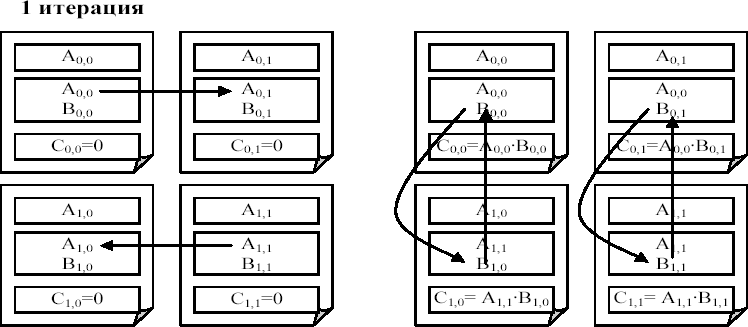 1 итерация
A0,0 A0,1 A0,0 A0,1
A0,0 A0,1 A0,0 A0,0
B0,0 B0,1 B0,0 B0,1
C0,0=0 C0,1=0 C0,0=A0,0·B0,0 C0,1=A0,0·B0,1
A1,0 A1,1 A1,0 A1,1
A1,0 A1,1 A1,1 A1,1
B1,0 B1,1 B1,0 B1,1
C1,0=0 C1,1=0 C1,0= A1,1·B1,0 C1,1= A1,1·B1,1